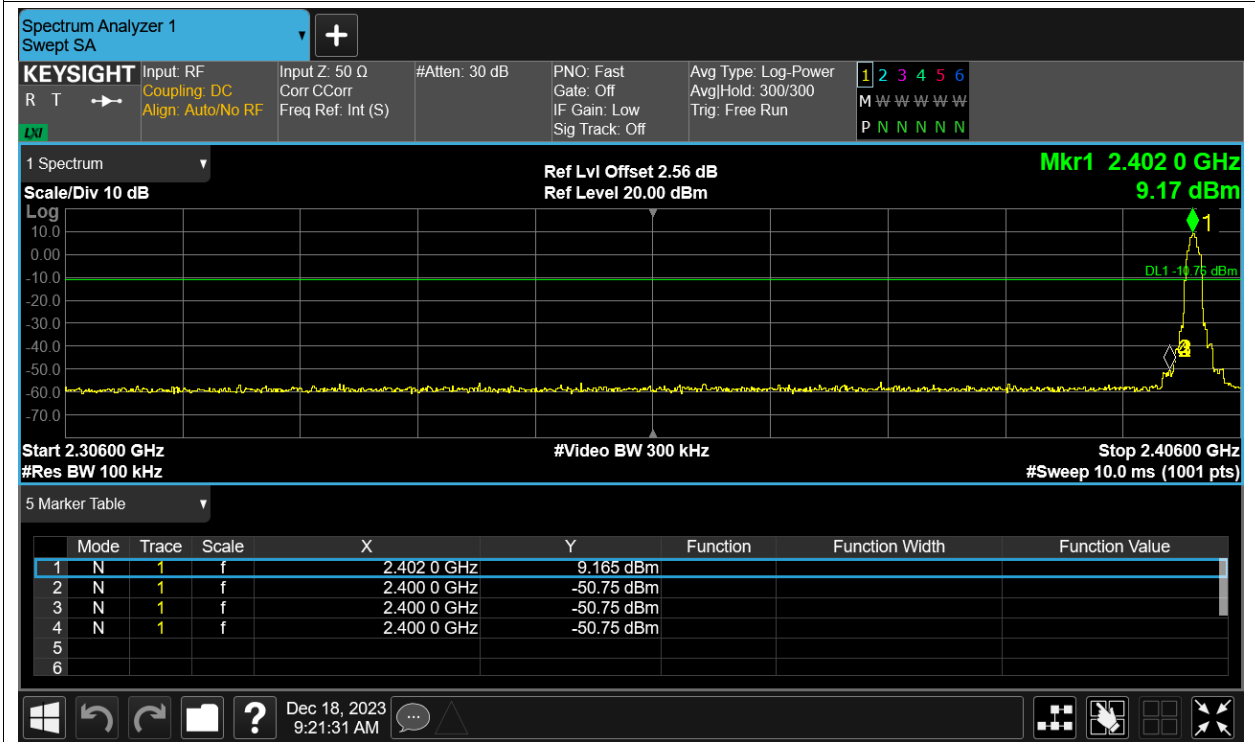 Spectrum Analyzer 1
Swept SA
+
KEYSIGHT
R T
LXI
Input: RF
Coupling: DC
Align: Auto/No RF
Input Z: 50 Ω
Corr CCorr
Freq Ref: Int (S)
#Atten: 30 dB
PNO: Fast
Gate: Off
IF Gain: Low
Sig Track: Off
Avg Type: Log-Power
Avg|Hold: 300/300
Trig: Free Run
1 2 3 4 5 6
M W W W W W
P N N N N N
1 Spectrum
Scale/Div 10 dB
Ref Lvl Offset 2.56 dB
Ref Level 20.00 dBm
Mkr1 2.402 0 GHz
9.17 dBm
Log
10.0
0.00
-10.0
-20.0
-30.0
-40.0
-50.0
-60.0
-70.0
1
DL1 -10.75 dBm
Start 2.30600 GHz
#Res BW 100 kHz
#Video BW 300 kHz
Stop 2.40600 GHz
#Sweep 10.0 ms (1001 pts)
5 Marker Table
Mode Trace Scale X Y Function Function Width Function Value
1 N 1 f 2.402 0 GHz 9.165 dBm
2 N 1 f 2.400 0 GHz -50.75 dBm
3 N 1 f 2.400 0 GHz -50.75 dBm
4 N 1 f 2.400 0 GHz -50.75 dBm
5
6
?
Dec 18, 2023
9:21:31 AM